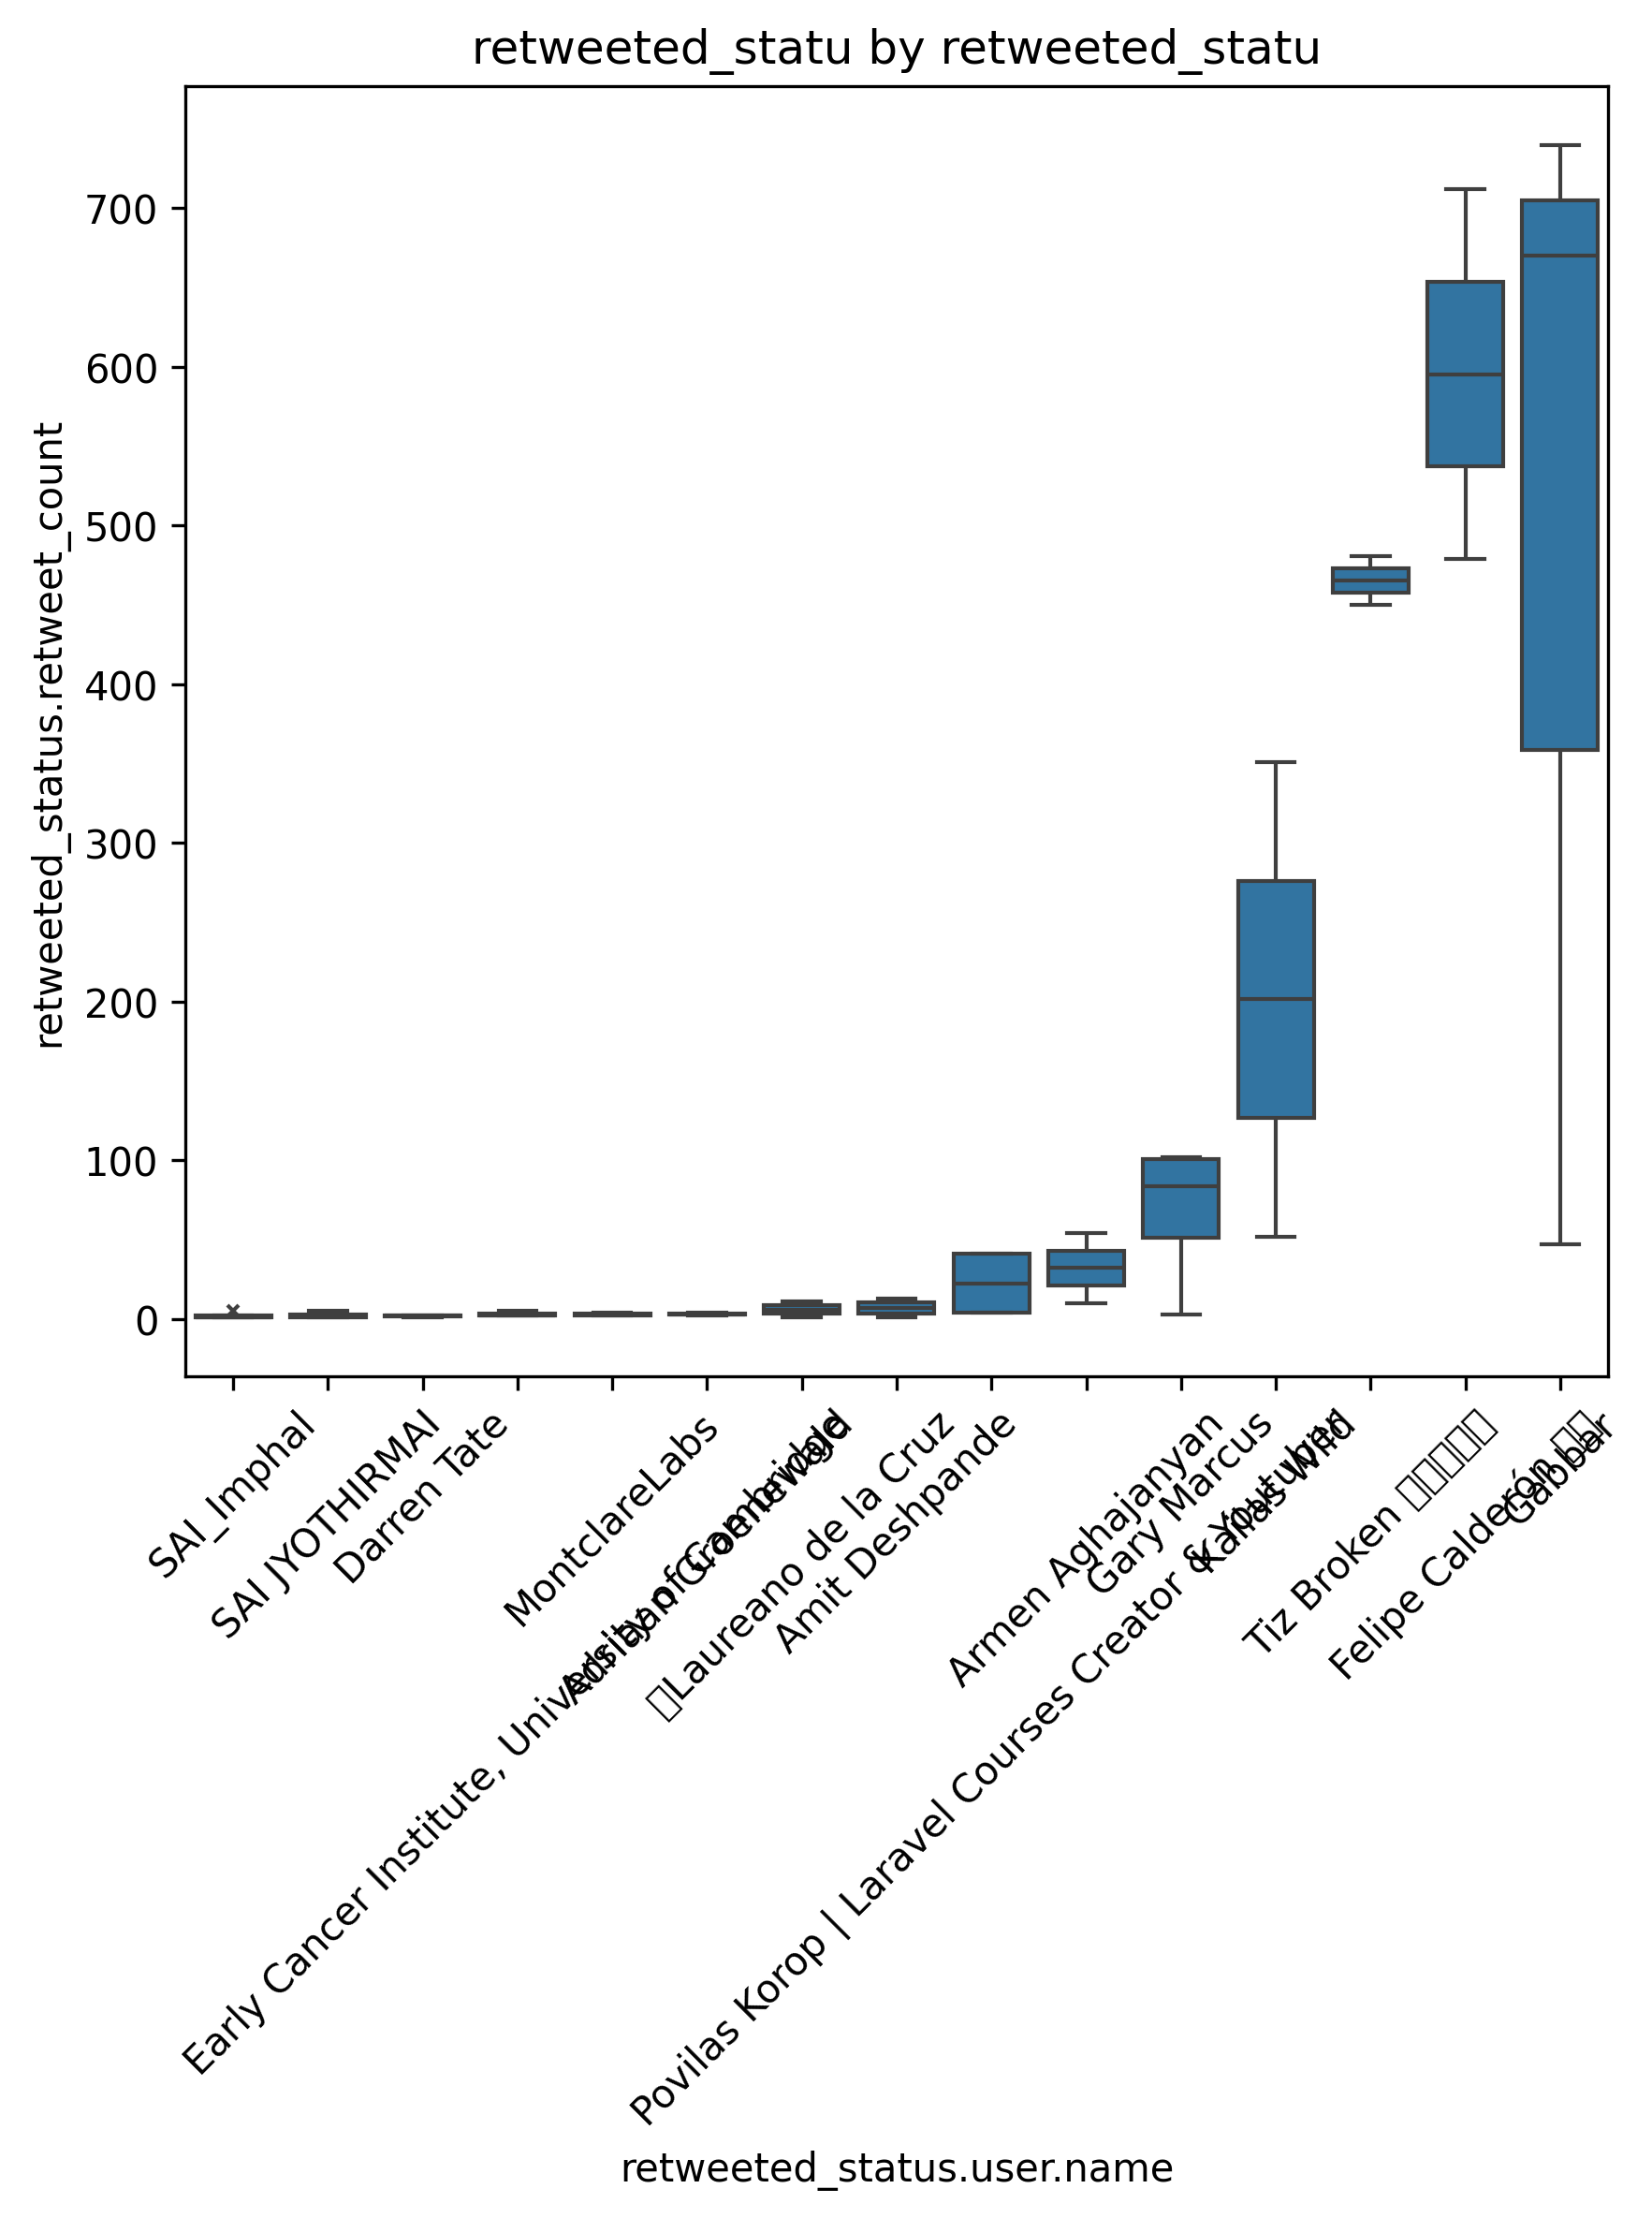 retweeted_statu by retweeted_statu
retweeted_status.retweet_count
700
600
500
400
300
200
100
0
SAI_Imphal
SAI JYOTHIRMAI
Darren Tate
Early Cancer Institute, University of Cambridge
MontclareLabs
Laureano de la Cruz
Amit Deshpande
Povilas Korop | Laravel Courses Creator & Youtuber
Armen Aghajanyan
Gary Marcus
Wild
Tiz Broken
Felipe Calderón
Gabbar
retweeted_status.user.name